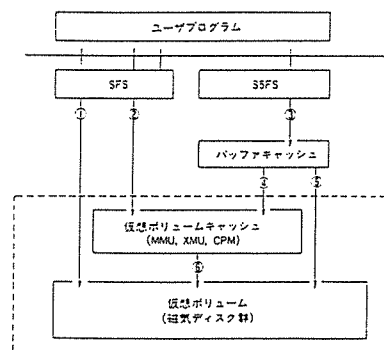 ユーザプログラム
SFS
S5FS
①
②
③
バッファキャッシュ
④
⑤
仮想ボリュームキャッシュ
(MMU, XMU, CPM)
⑥
仮想ボリューム
(磁気ディスク群)